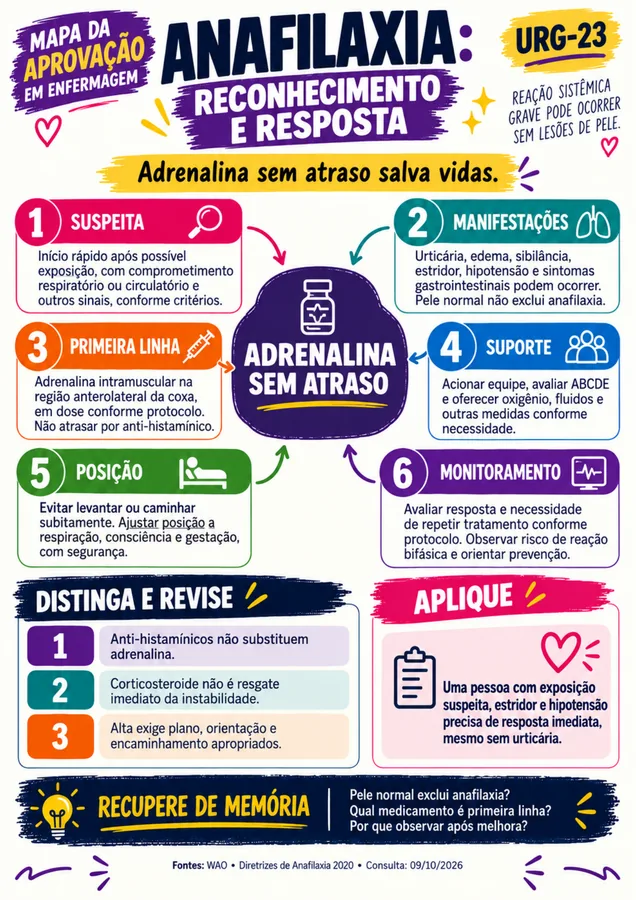 MAPA DA
APROVAÇÃO
EM ENFERMAGEM
ANAFILAXIA:
RECONHECIMENTO
E RESPOSTA
URG-23
REAÇÃO SISTÊMICA
GRAVE PODE OCORRER
SEM LESÕES DE PELE.
Adrenalina sem atraso salva vidas.
1 SUSPEITA
Início rápido após possível
exposição, com comprometimento
respiratório ou circulatório e
outros sinais, conforme critérios.
2 MANIFESTAÇÕES
Urticária, edema, sibilância,
estridor, hipotensão e sintomas
gastrointestinais podem ocorrer.
Pele normal não exclui anafilaxia.
3 PRIMEIRA LINHA
Adrenalina intramuscular na
região anterolateral da coxa,
em dose conforme protocolo.
Não atrasar por anti-histamínico.
ADRENALINA
SEM ATRASO
4 SUPORTE
Acionar equipe, avaliar ABCDE
e oferecer oxigênio, fluidos e
outras medidas conforme
necessidade.
5 POSIÇÃO
Evitar levantar ou caminhar
subitamente. Ajustar posição a
respiração, consciência e gestação,
com segurança.
6 MONITORAMENTO
Avaliar resposta e necessidade
de repetir tratamento conforme
protocolo. Observar risco de reação
bifásica e orientar prevenção.
DISTINGA E REVISE
1 Anti-histamínicos não substituem
adrenalina.
2 Corticosteroide não é resgate
imediato da instabilidade.
3 Alta exige plano, orientação e
encaminhamento apropriados.
APLIQUE
Uma pessoa com exposição
suspeita, estridor e hipotensão
precisa de resposta imediata,
mesmo sem urticária.
RECUPERE DE MEMÓRIA
Pele normal exclui anafilaxia?
Qual medicamento é primeira linha?
Por que observar após melhora?
Fontes: WAO • Diretrizes de Anafilaxia 2020 • Consulta: 09/10/2026